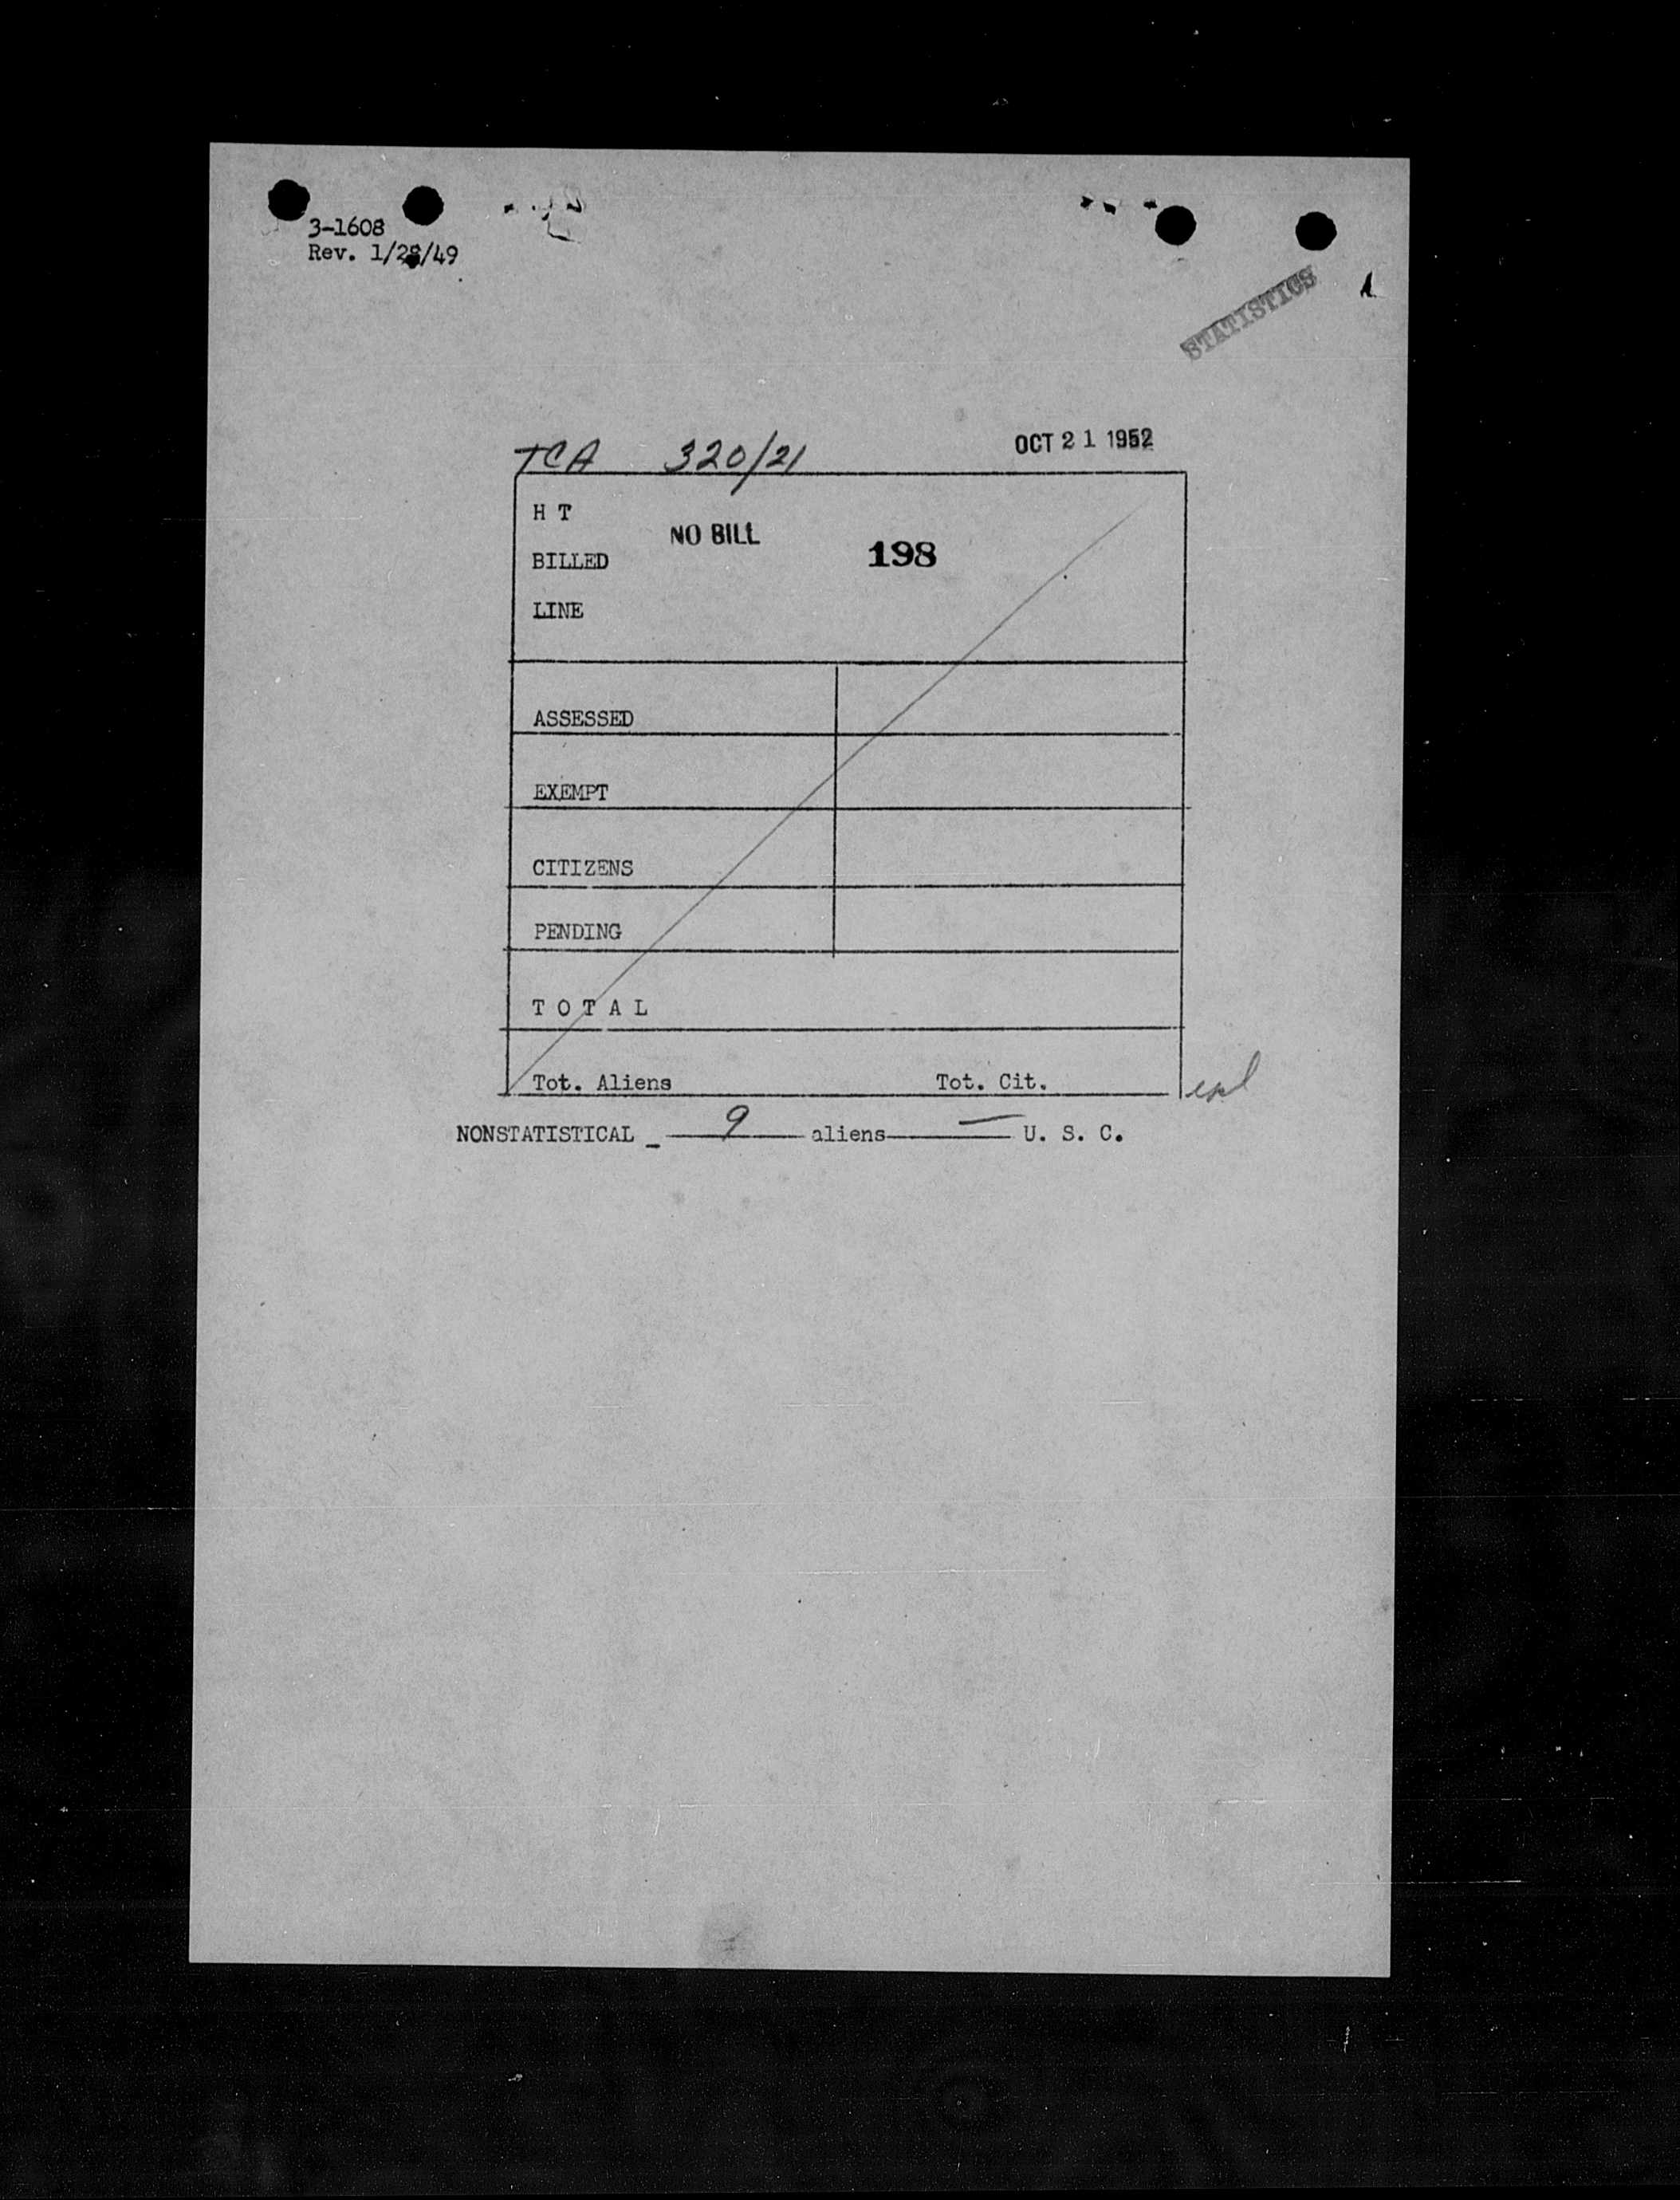 3-1608
Rev. 1/28/49
STATISTICS
TCA 320/21 OCT 21 1952
H T
NO BILL 198
BILLED
LINE
ASSESSED
EXEMPT
CITIZENS
PENDING
T O T A L
Tot. Aliens Tot. Cit.
NONSTATISTICAL _ 9 aliens — U. S. C.